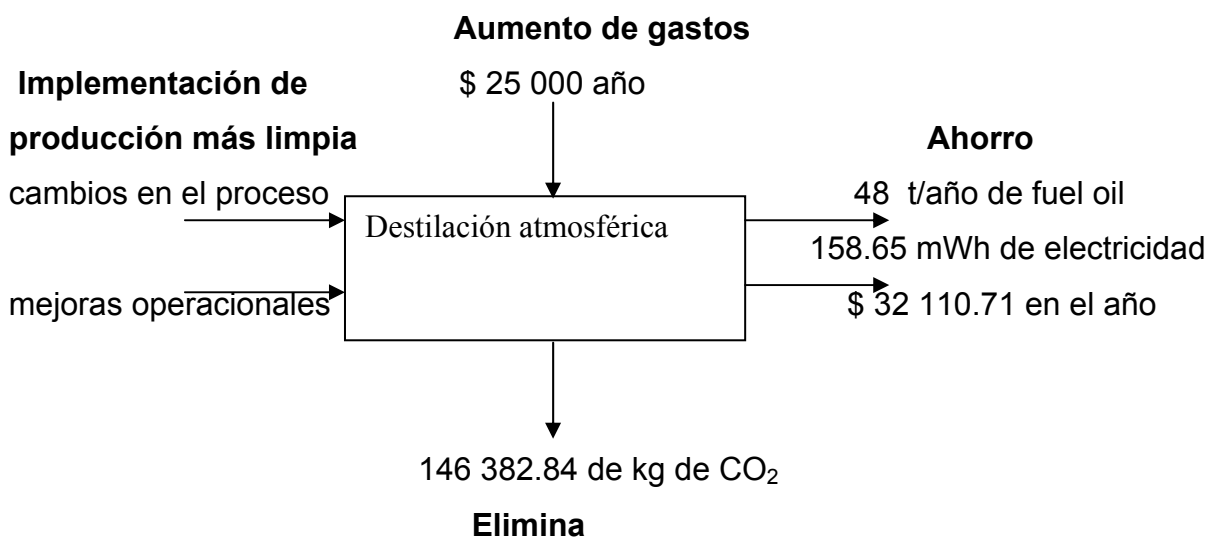 Aumento de gastos
$ 25 000 año
Implementación de
producción más limpia
cambios en el proceso
mejoras operacionales
Destilación atmosférica
Ahorro
48 t/año de fuel oil
158.65 mWh de electricidad
$ 32 110.71 en el año
146 382.84 de kg de CO₂
Elimina